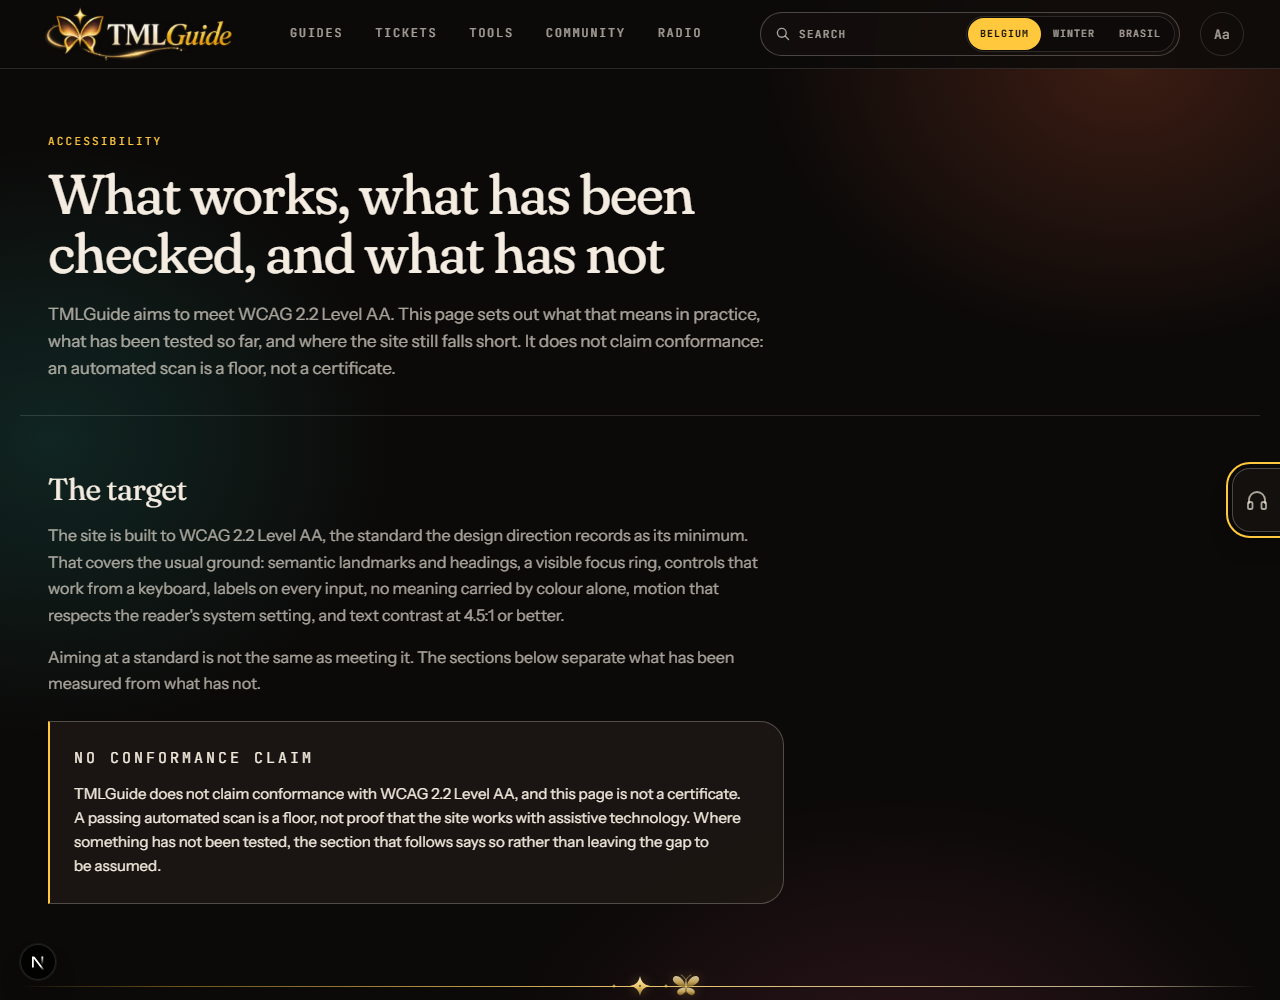 TMLGuide
GUIDES
TICKETS
TOOLS
COMMUNITY
RADIO
SEARCH
BELGIUM
WINTER
BRASIL
Aa
ACCESSIBILITY
What works, what has been
checked, and what has not
TMLGuide aims to meet WCAG 2.2 Level AA. This page sets out what that means in practice,
what has been tested so far, and where the site still falls short. It does not claim conformance:
an automated scan is a floor, not a certificate.
The target
The site is built to WCAG 2.2 Level AA, the standard the design direction records as its minimum.
That covers the usual ground: semantic landmarks and headings, a visible focus ring, controls that
work from a keyboard, labels on every input, no meaning carried by colour alone, motion that
respects the reader's system setting, and text contrast at 4.5:1 or better.
Aiming at a standard is not the same as meeting it. The sections below separate what has been
measured from what has not.
NO CONFORMANCE CLAIM
TMLGuide does not claim conformance with WCAG 2.2 Level AA, and this page is not a certificate.
A passing automated scan is a floor, not proof that the site works with assistive technology. Where
something has not been tested, the section that follows says so rather than leaving the gap to
be assumed.
N